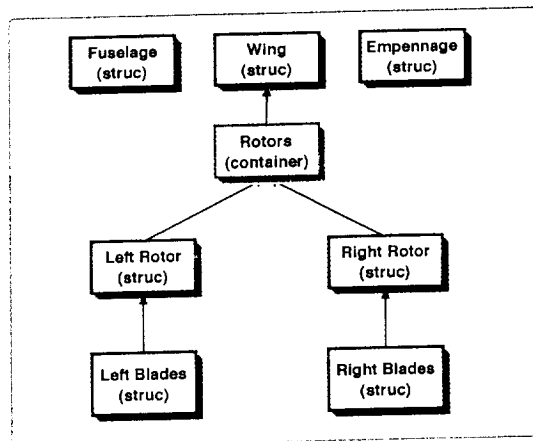 Fuselage
(struc)
Wing
(struc)
Empennage
(struc)
Rotors
(container)
Left Rotor
(struc)
Right Rotor
(struc)
Left Blades
(struc)
Right Blades
(struc)